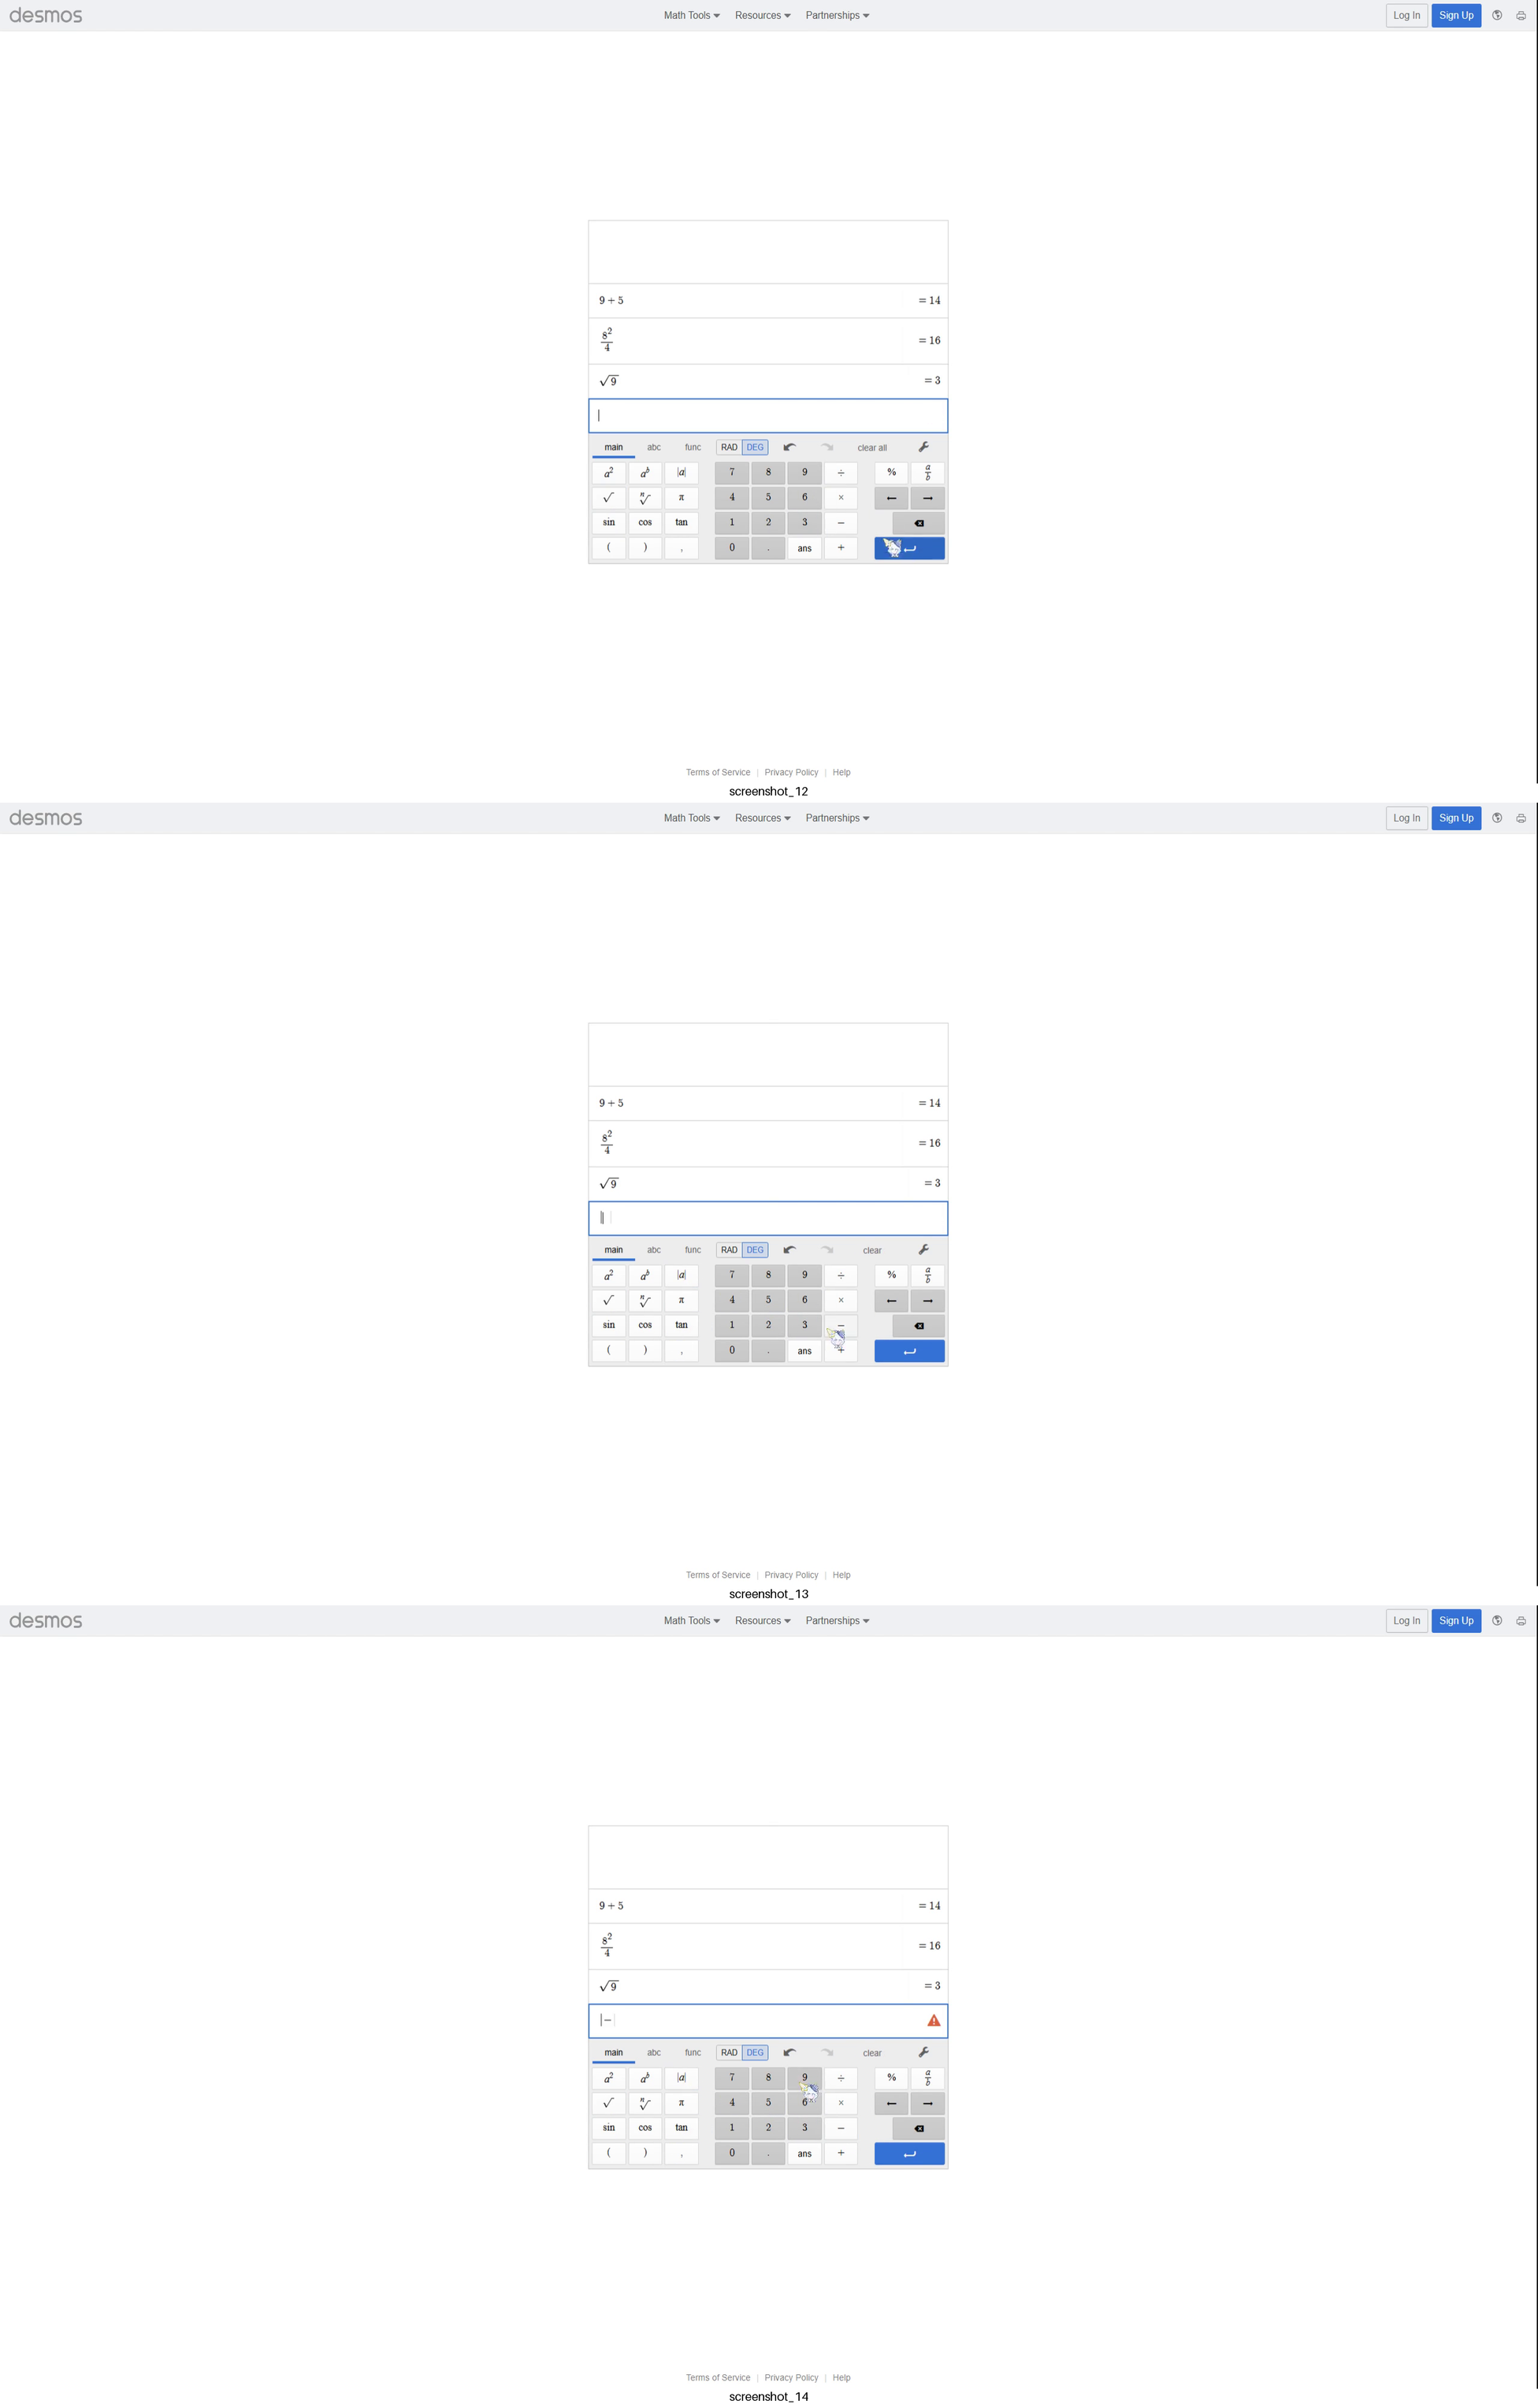 desmos Math Tools Resources Partnerships Log In Sign Up
9 + 5 = 14
8² = 16
4
√9 = 3
main abc func RAD DEG clear all
a² aᵇ |a| 7 8 9 ÷ % a
b
√ ⁿ√ π 4 5 6 × ← →
sin cos tan 1 2 3 −
( ) , 0 . ans +
Terms of Service | Privacy Policy | Help
screenshot_12
desmos Math Tools Resources Partnerships Log In Sign Up
9 + 5 = 14
8² = 16
4
√9 = 3
| |
main abc func RAD DEG clear
a² aᵇ |a| 7 8 9 ÷ % a
b
√ ⁿ√ π 4 5 6 × ← →
sin cos tan 1 2 3 −
( ) , 0 . ans +
Terms of Service | Privacy Policy | Help
screenshot_13
desmos Math Tools Resources Partnerships Log In Sign Up
9 + 5 = 14
8² = 16
4
√9 = 3
|−|
main abc func RAD DEG clear
a² aᵇ |a| 7 8 9 ÷ % a
b
√ ⁿ√ π 4 5 6 × ← →
sin cos tan 1 2 3 −
( ) , 0 . ans +
Terms of Service | Privacy Policy | Help
screenshot_14